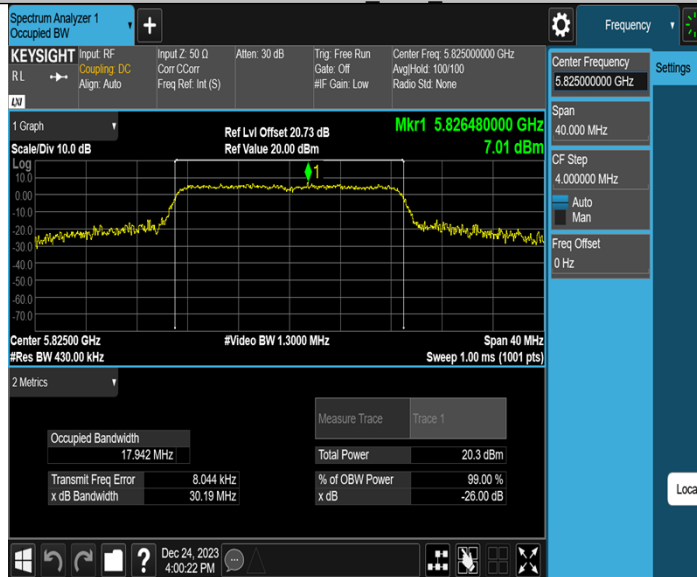 Spectrum Analyzer 1
Occupied BW
+
Frequency
KEYSIGHT
RL
LXI
Input: RF
Coupling: DC
Align: Auto
Input Z: 50 Ω
Corr CCorr
Freq Ref: Int (S)
Atten: 30 dB
Trig: Free Run
Gate: Off
#IF Gain: Low
Center Freq: 5.825000000 GHz
Avg|Hold: 100/100
Radio Std: None
Center Frequency
5.825000000 GHz
Settings
Span
40.000 MHz
CF Step
4.000000 MHz
Auto
Man
Freq Offset
0 Hz
1 Graph
Scale/Div 10.0 dB
Ref Lvl Offset 20.73 dB
Ref Value 20.00 dBm
Mkr1 5.826480000 GHz
7.01 dBm
Log
10.0
0.00
-10.0
-20.0
-30.0
-40.0
-50.0
-60.0
-70.0
1
Center 5.82500 GHz
#Res BW 430.00 kHz
#Video BW 1.3000 MHz
Span 40 MHz
Sweep 1.00 ms (1001 pts)
2 Metrics
Measure Trace
Trace 1
Occupied Bandwidth
17.942 MHz
Total Power
20.3 dBm
Transmit Freq Error
8.044 kHz
% of OBW Power
99.00 %
x dB Bandwidth
30.19 MHz
x dB
-26.00 dB
Loca
?
Dec 24, 2023
4:00:22 PM